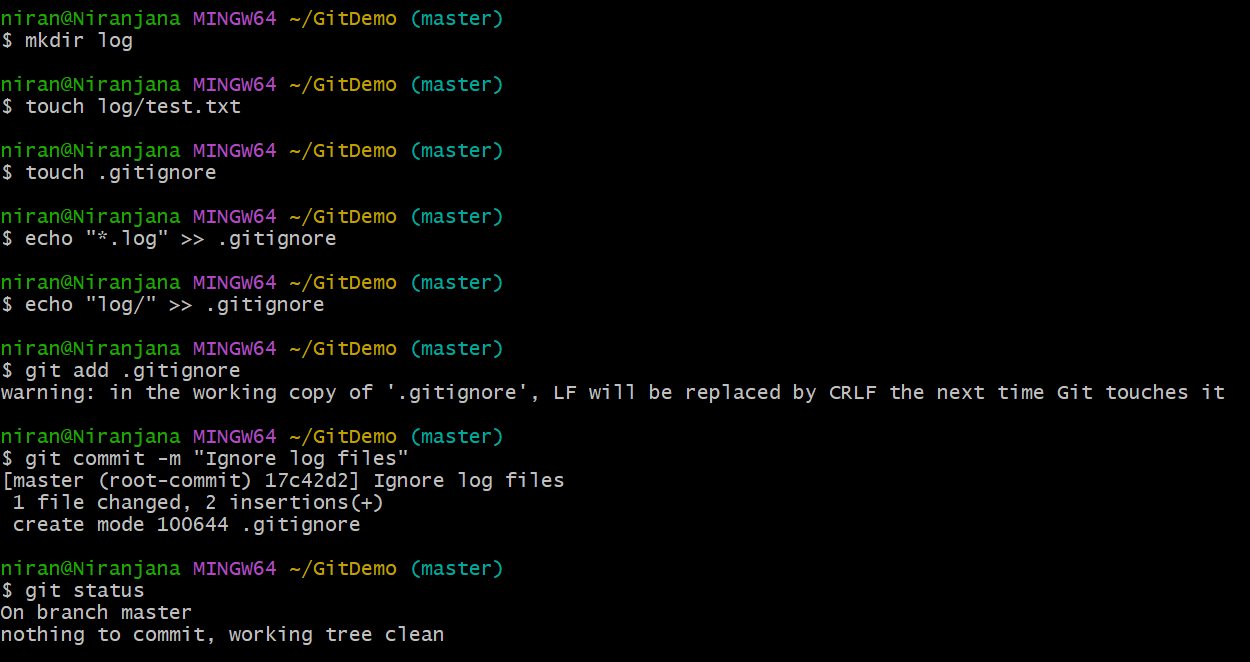 niran@Niranjana MINGW64 ~/GitDemo (master)
$ mkdir log
niran@Niranjana MINGW64 ~/GitDemo (master)
$ touch log/test.txt
niran@Niranjana MINGW64 ~/GitDemo (master)
$ touch .gitignore
niran@Niranjana MINGW64 ~/GitDemo (master)
$ echo "*.log" >> .gitignore
niran@Niranjana MINGW64 ~/GitDemo (master)
$ echo "log/" >> .gitignore
niran@Niranjana MINGW64 ~/GitDemo (master)
$ git add .gitignore
warning: in the working copy of '.gitignore', LF will be replaced by CRLF the next time Git touches it
niran@Niranjana MINGW64 ~/GitDemo (master)
$ git commit -m "Ignore log files"
[master (root-commit) 17c42d2] Ignore log files
 1 file changed, 2 insertions(+)
 create mode 100644 .gitignore
niran@Niranjana MINGW64 ~/GitDemo (master)
$ git status
On branch master
nothing to commit, working tree clean